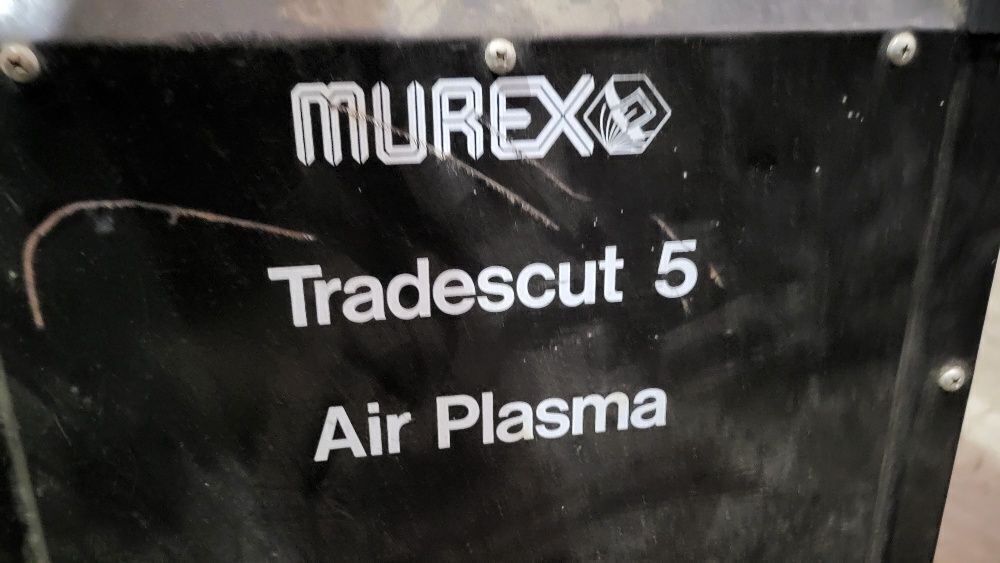 MUREX
Tradescut 5
Air Plasma